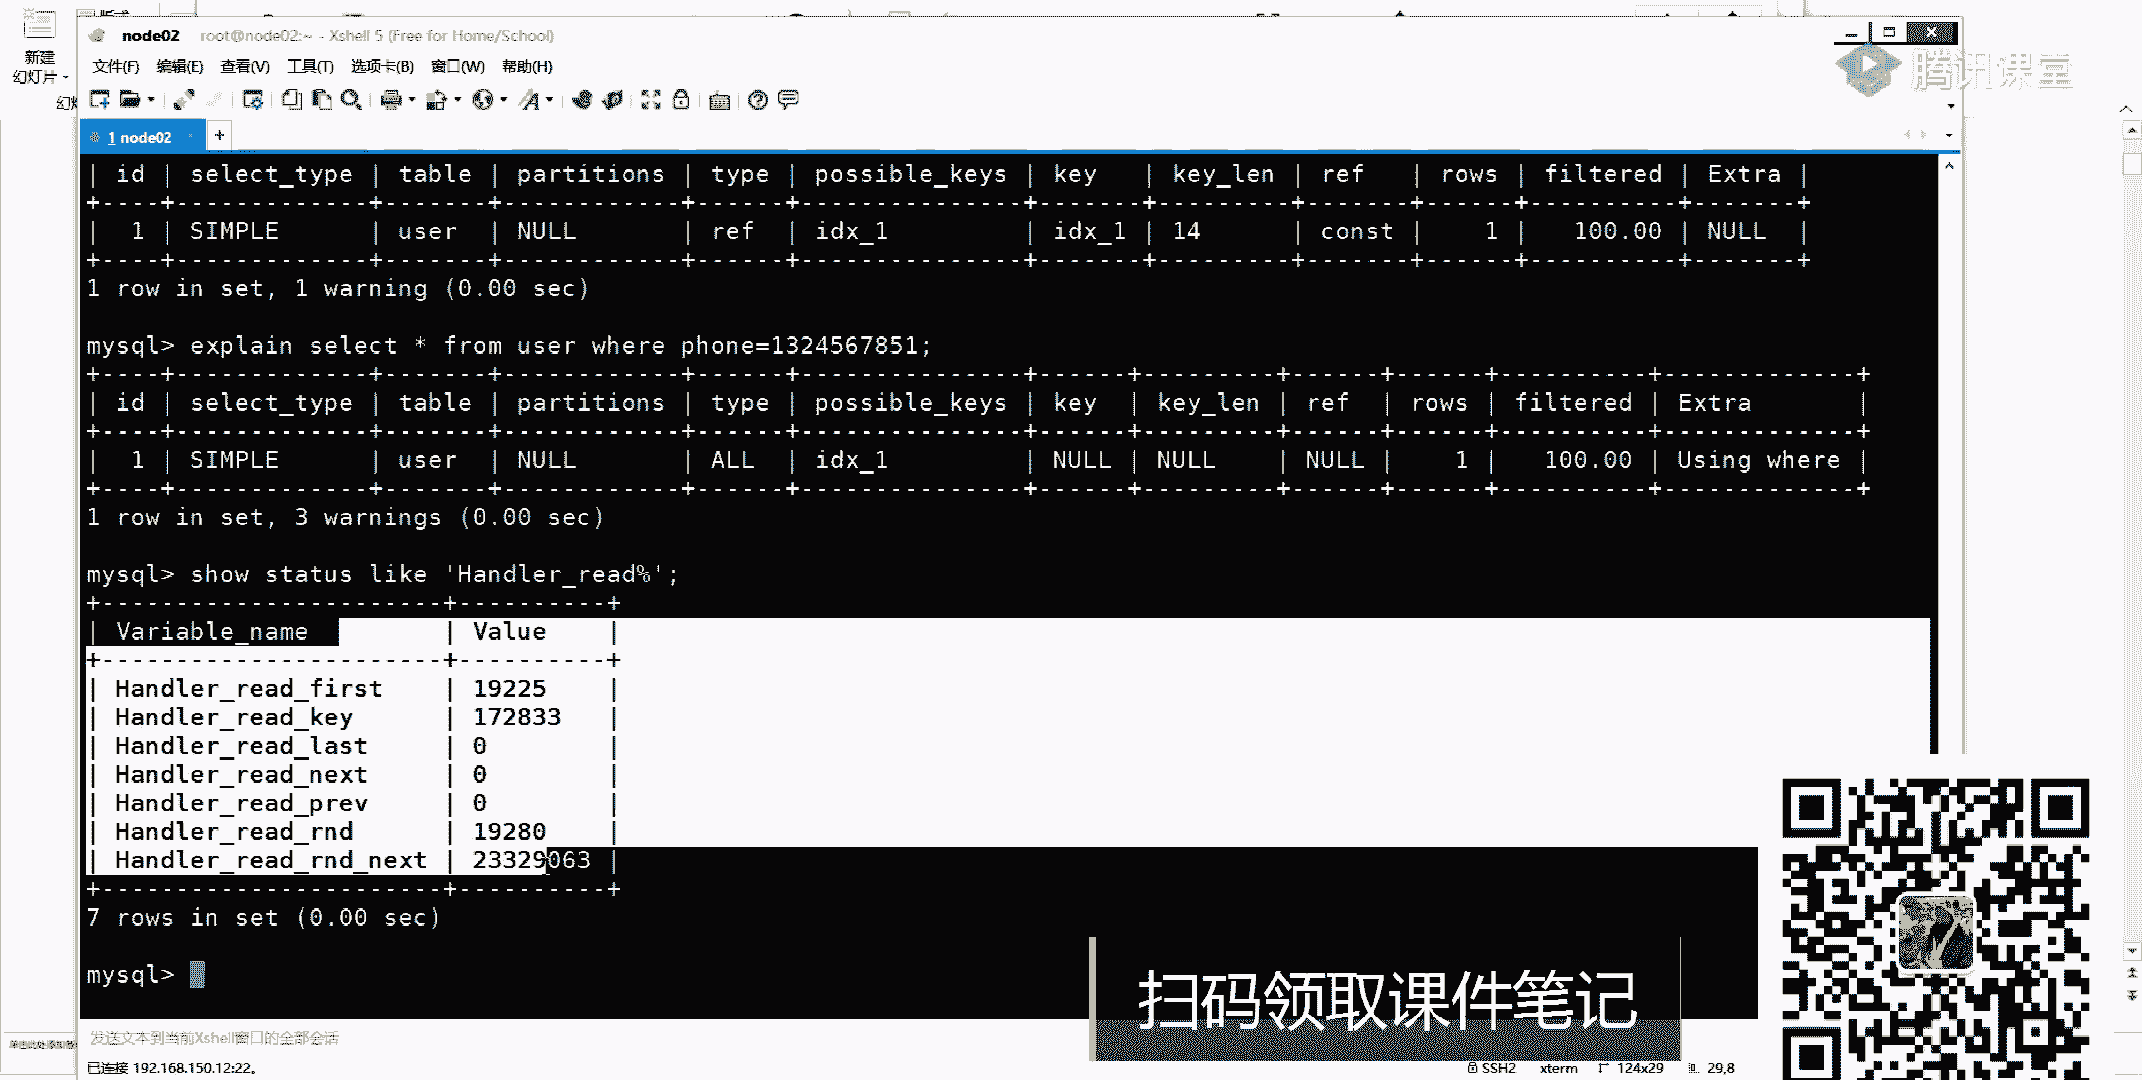 新建
幻灯片
node02 root@node02:~ - Xshell 5 (Free for Home/School)
腾讯课堂
文件(F) 编辑(E) 查看(V) 工具(T) 选项卡(B) 窗口(W) 帮助(H)
1 node02 +
| id | select_type | table | partitions | type | possible_keys | key | key_len | ref | rows | filtered | Extra |
| 1 | SIMPLE | user | NULL | ref | idx_1 | idx_1 | 14 | const | 1 | 100.00 | NULL |
1 row in set, 1 warning (0.00 sec)
mysql> explain select * from user where phone=1324567851;
| id | select_type | table | partitions | type | possible_keys | key | key_len | ref | rows | filtered | Extra |
| 1 | SIMPLE | user | NULL | ALL | idx_1 | NULL | NULL | NULL | 1 | 100.00 | Using where |
1 row in set, 3 warnings (0.00 sec)
mysql> show status like 'Handler_read%';
| Variable_name | Value |
| Handler_read_first | 19225 |
| Handler_read_key | 172833 |
| Handler_read_last | 0 |
| Handler_read_next | 0 |
| Handler_read_prev | 0 |
| Handler_read_rnd | 19280 |
| Handler_read_rnd_next | 23329063 |
7 rows in set (0.00 sec)
mysql>
扫码领取课件笔记
发送文本到当前Xshell窗口的全部会话
已连接 192.168.150.12:22。
SSH2 xterm 124x29 29,8